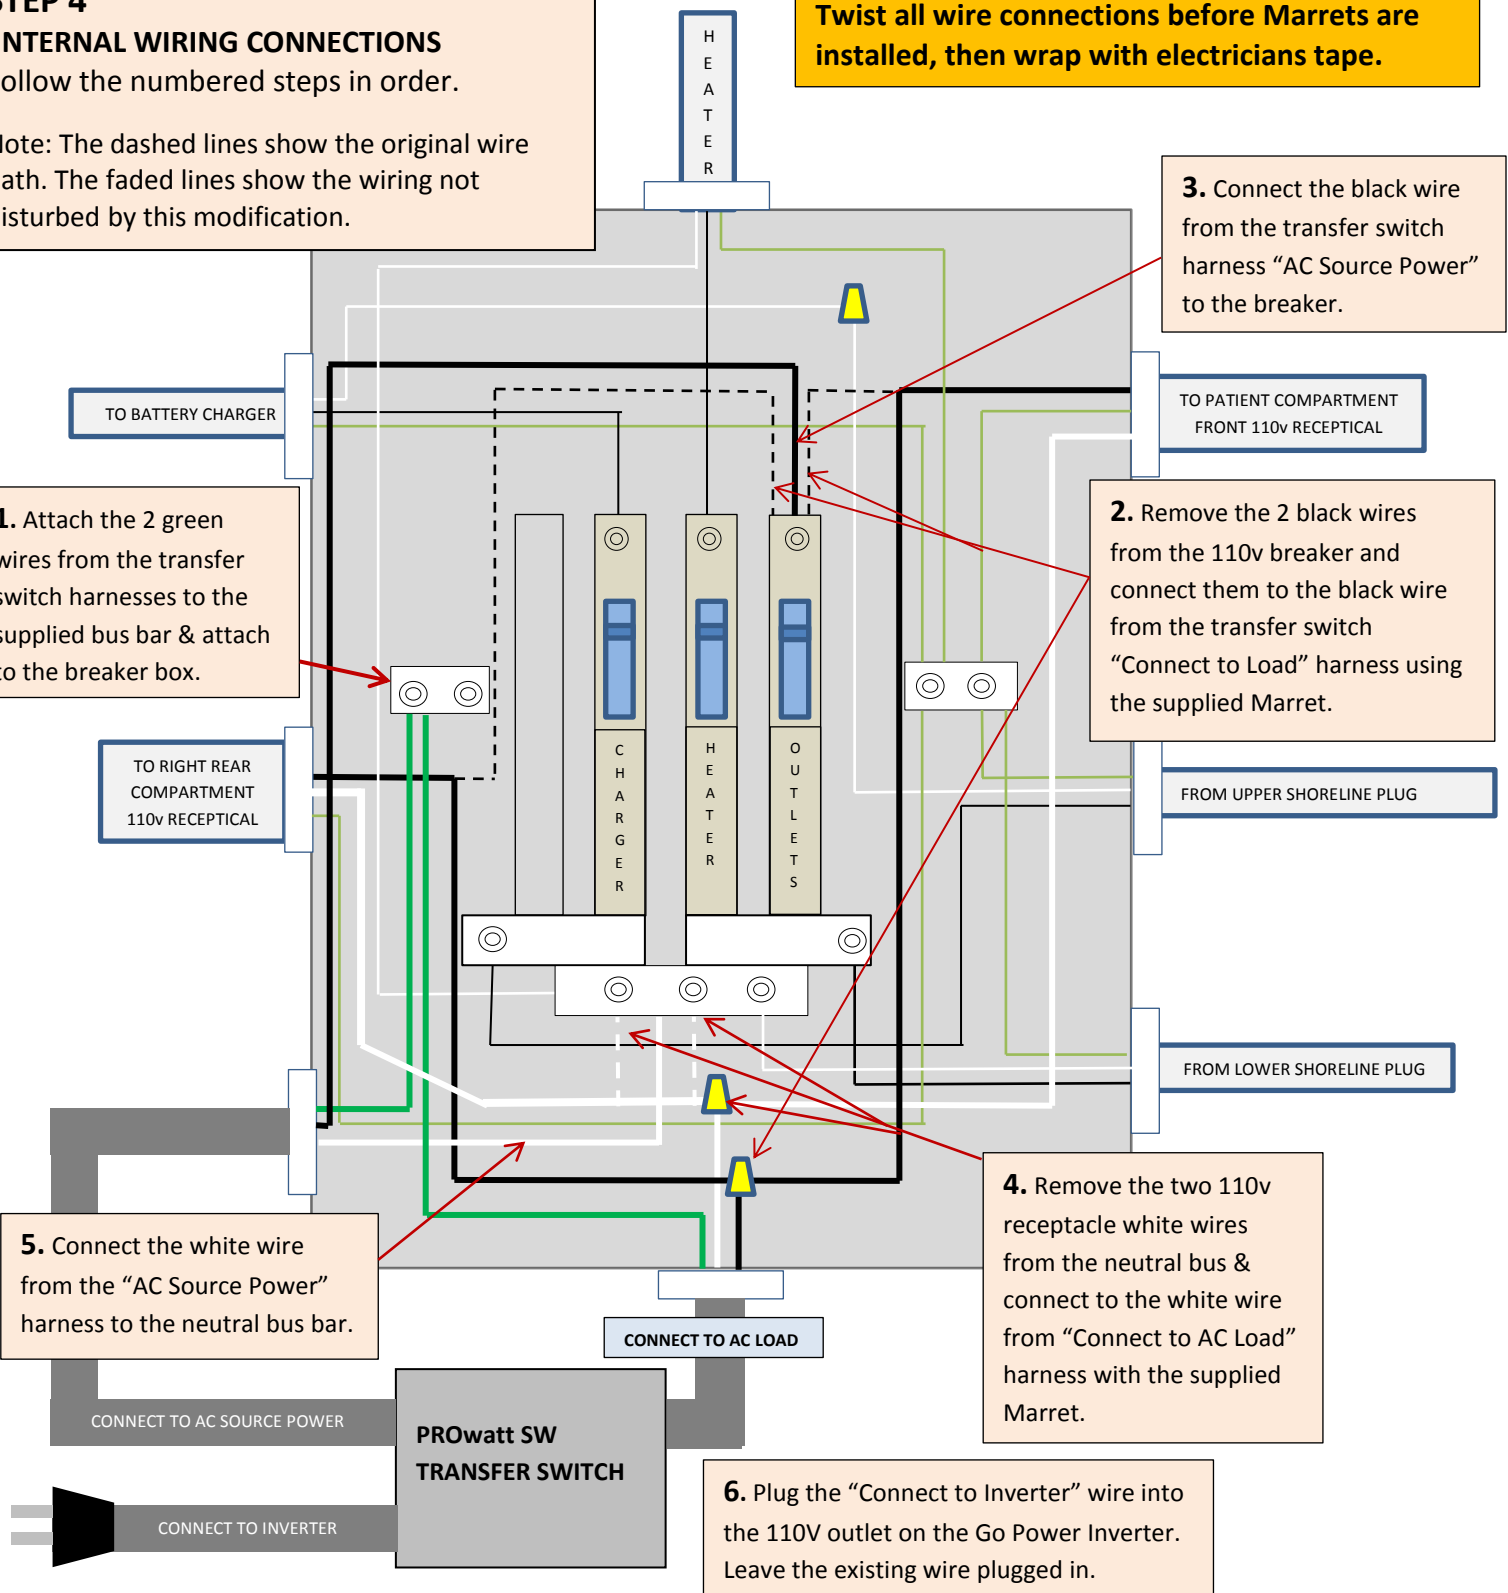 STEP 4
INTERNAL WIRING CONNECTIONS
ollow the numbered steps in order.
Note: The dashed lines show the original wire
ath. The faded lines show the wiring not
isturbed by this modification.
Twist all wire connections before Marrets are
installed, then wrap with electricians tape.
HEATER
3. Connect the black wire
from the transfer switch
harness “AC Source Power”
to the breaker.
TO BATTERY CHARGER
TO PATIENT COMPARTMENT
FRONT 110v RECEPTICAL
1. Attach the 2 green
wires from the transfer
switch harnesses to the
supplied bus bar & attach
to the breaker box.
2. Remove the 2 black wires
from the 110v breaker and
connect them to the black wire
from the transfer switch
“Connect to Load” harness using
the supplied Marret.
TO RIGHT REAR
COMPARTMENT
110v RECEPTICAL
CHARGER
HEATER
OUTLETS
FROM UPPER SHORELINE PLUG
FROM LOWER SHORELINE PLUG
4. Remove the two 110v
receptacle white wires
from the neutral bus &
connect to the white wire
from “Connect to AC Load”
harness with the supplied
Marret.
5. Connect the white wire
from the “AC Source Power”
harness to the neutral bus bar.
CONNECT TO AC LOAD
CONNECT TO AC SOURCE POWER
PROwatt SW
TRANSFER SWITCH
CONNECT TO INVERTER
6. Plug the “Connect to Inverter” wire into
the 110V outlet on the Go Power Inverter.
Leave the existing wire plugged in.